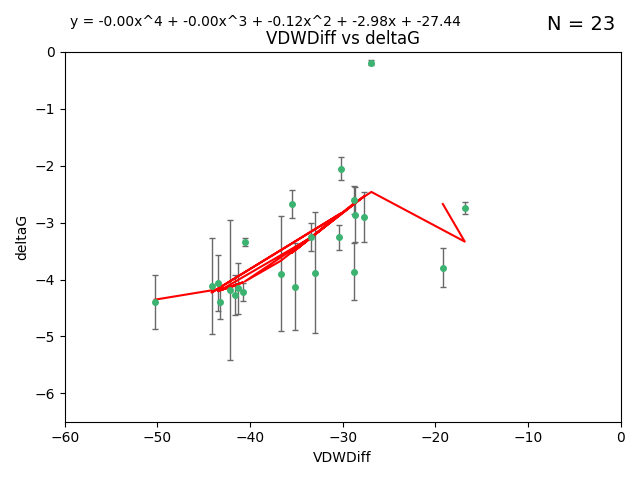 y = -0.00x^4 + -0.00x^3 + -0.12x^2 + -2.98x + -27.44
N = 23
VDWDiff vs deltaG
0
−1
−2
−3
−4
−5
−6
deltaG
−60 −50 −40 −30 −20 −10 0
VDWDiff